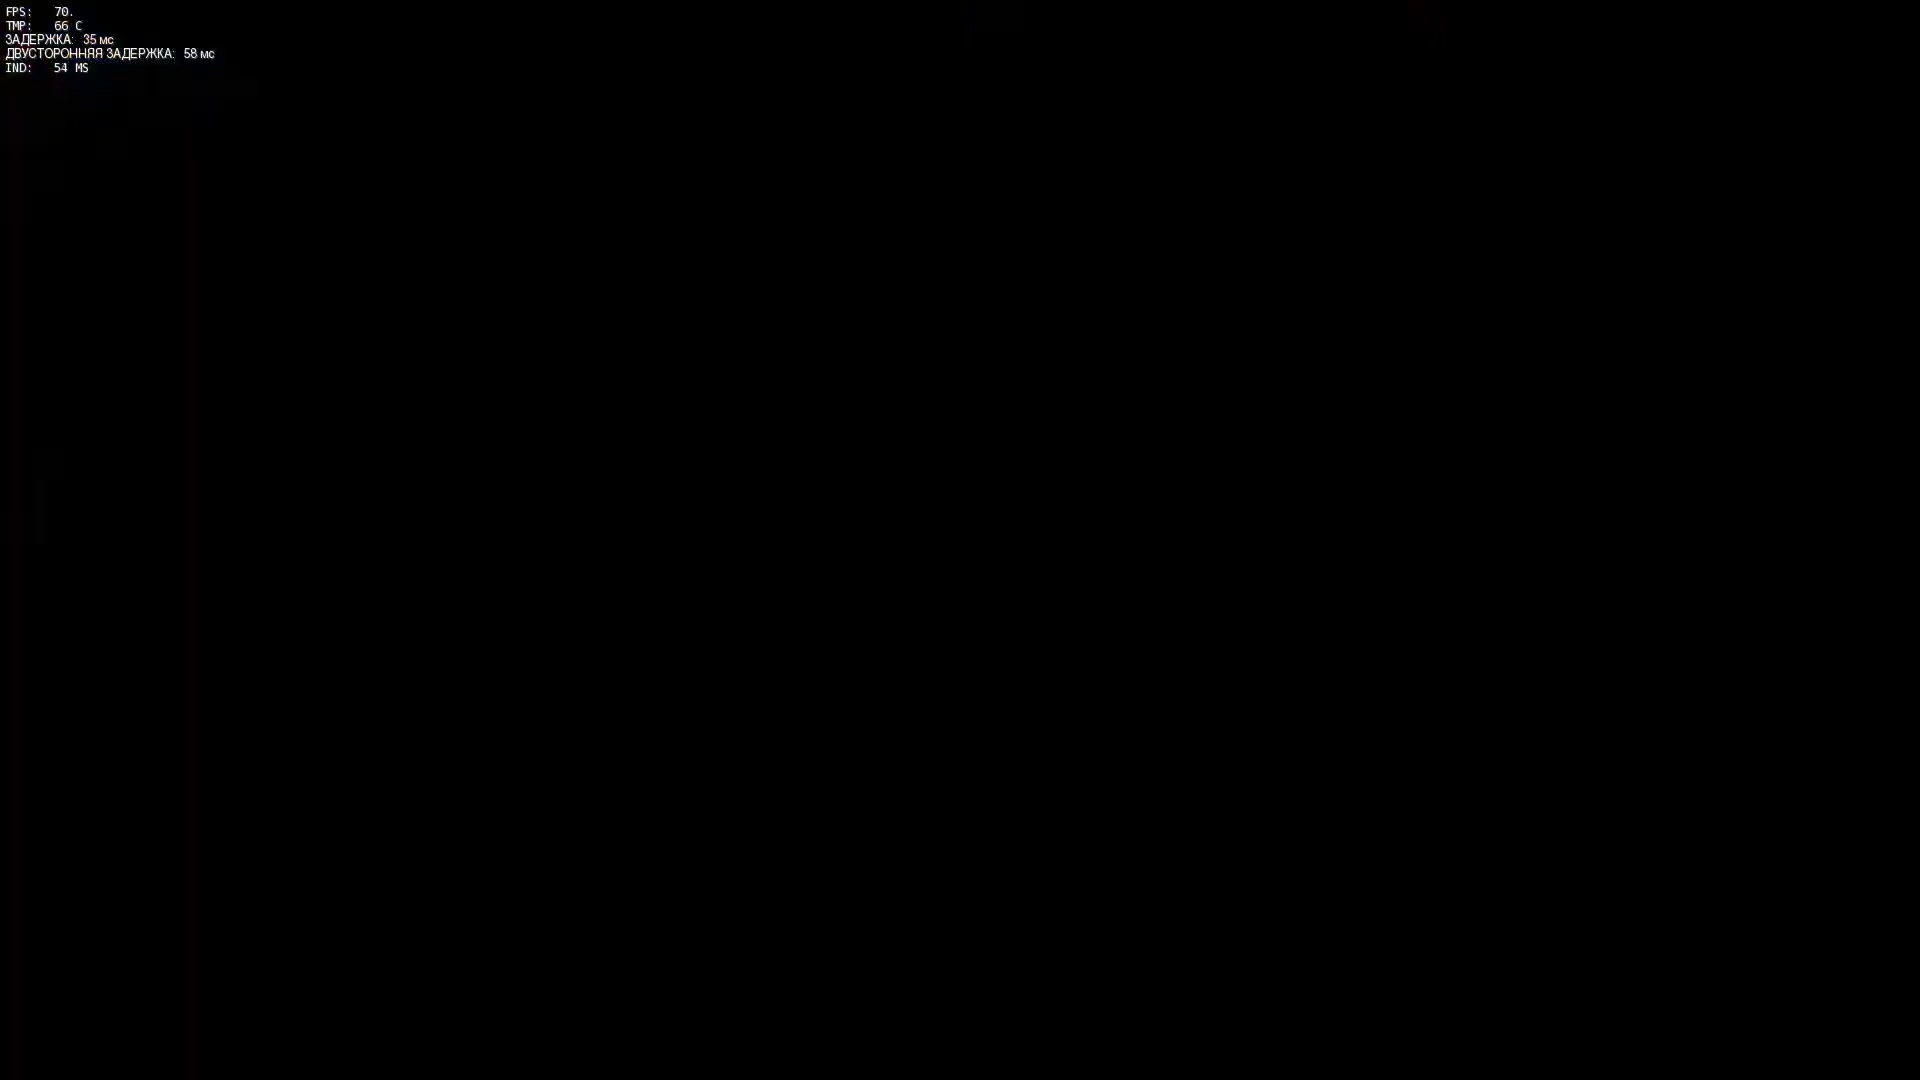 FPS: 70.
TMP: 66 C
ЗАДЕРЖКА: 35 мс
ДВУСТОРОННЯЯ ЗАДЕРЖКА: 58 мс
IND: 54 MS